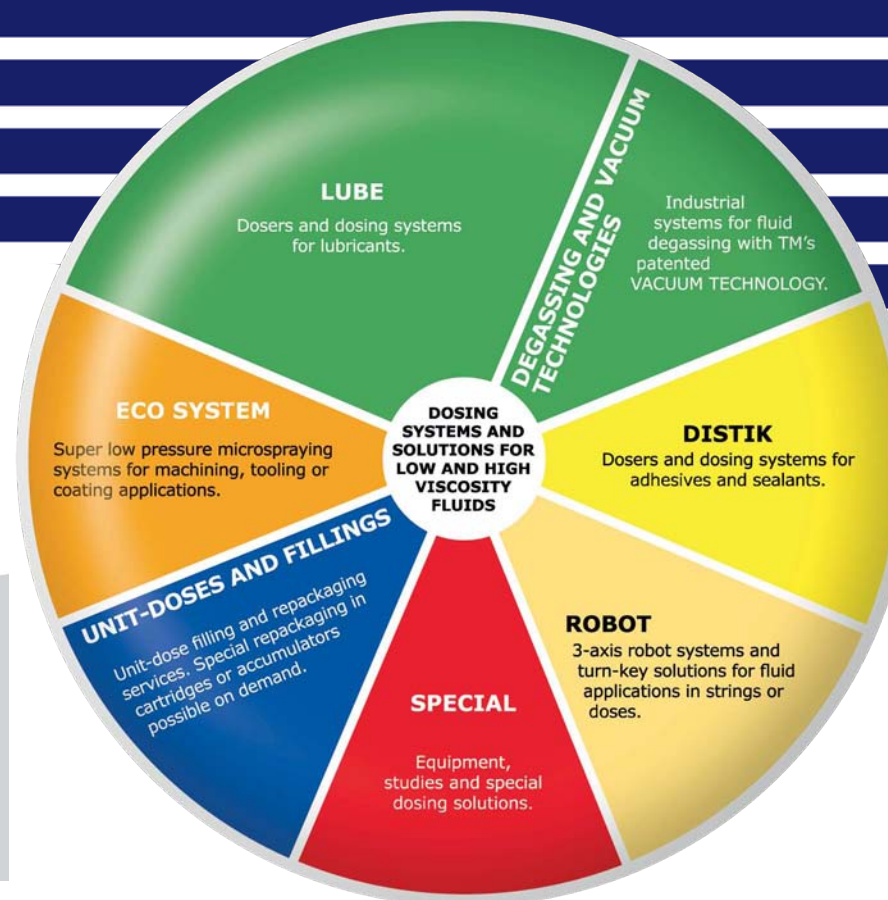 LUBE
Dosers and dosing systems
for lubricants.
DEGASSING AND VACUUM
TECHNOLOGIES
Industrial
systems for fluid
degassing with TM's
patented
VACUUM TECHNOLOGY.
ECO SYSTEM
Super low pressure microspraying
systems for machining, tooling or
coating applications.
DOSING
SYSTEMS AND
SOLUTIONS FOR
LOW AND HIGH
VISCOSITY
FLUIDS
DISTIK
Dosers and dosing systems for
adhesives and sealants.
UNIT-DOSES AND FILLINGS
Unit-dose filling and repackaging
services. Special repackaging in
cartridges or accumulators
possible on demand.
SPECIAL
Equipment,
studies and special
dosing solutions.
ROBOT
3-axis robot systems and
turn-key solutions for fluid
applications in strings or
doses.